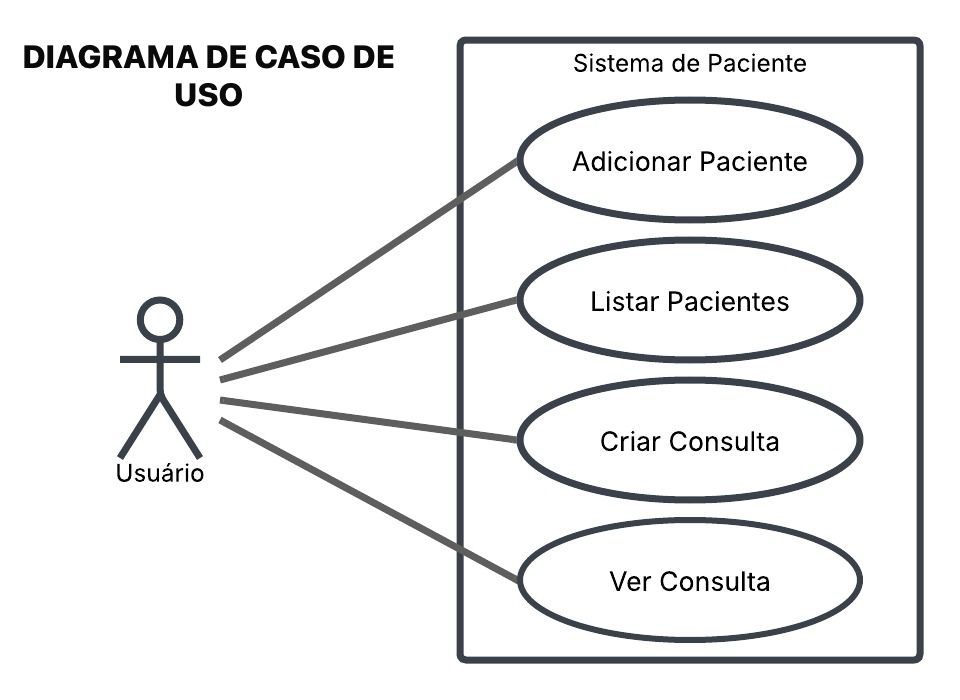 DIAGRAMA DE CASO DE
USO
Sistema de Paciente
Adicionar Paciente
Listar Pacientes
Criar Consulta
Usuário
Ver Consulta